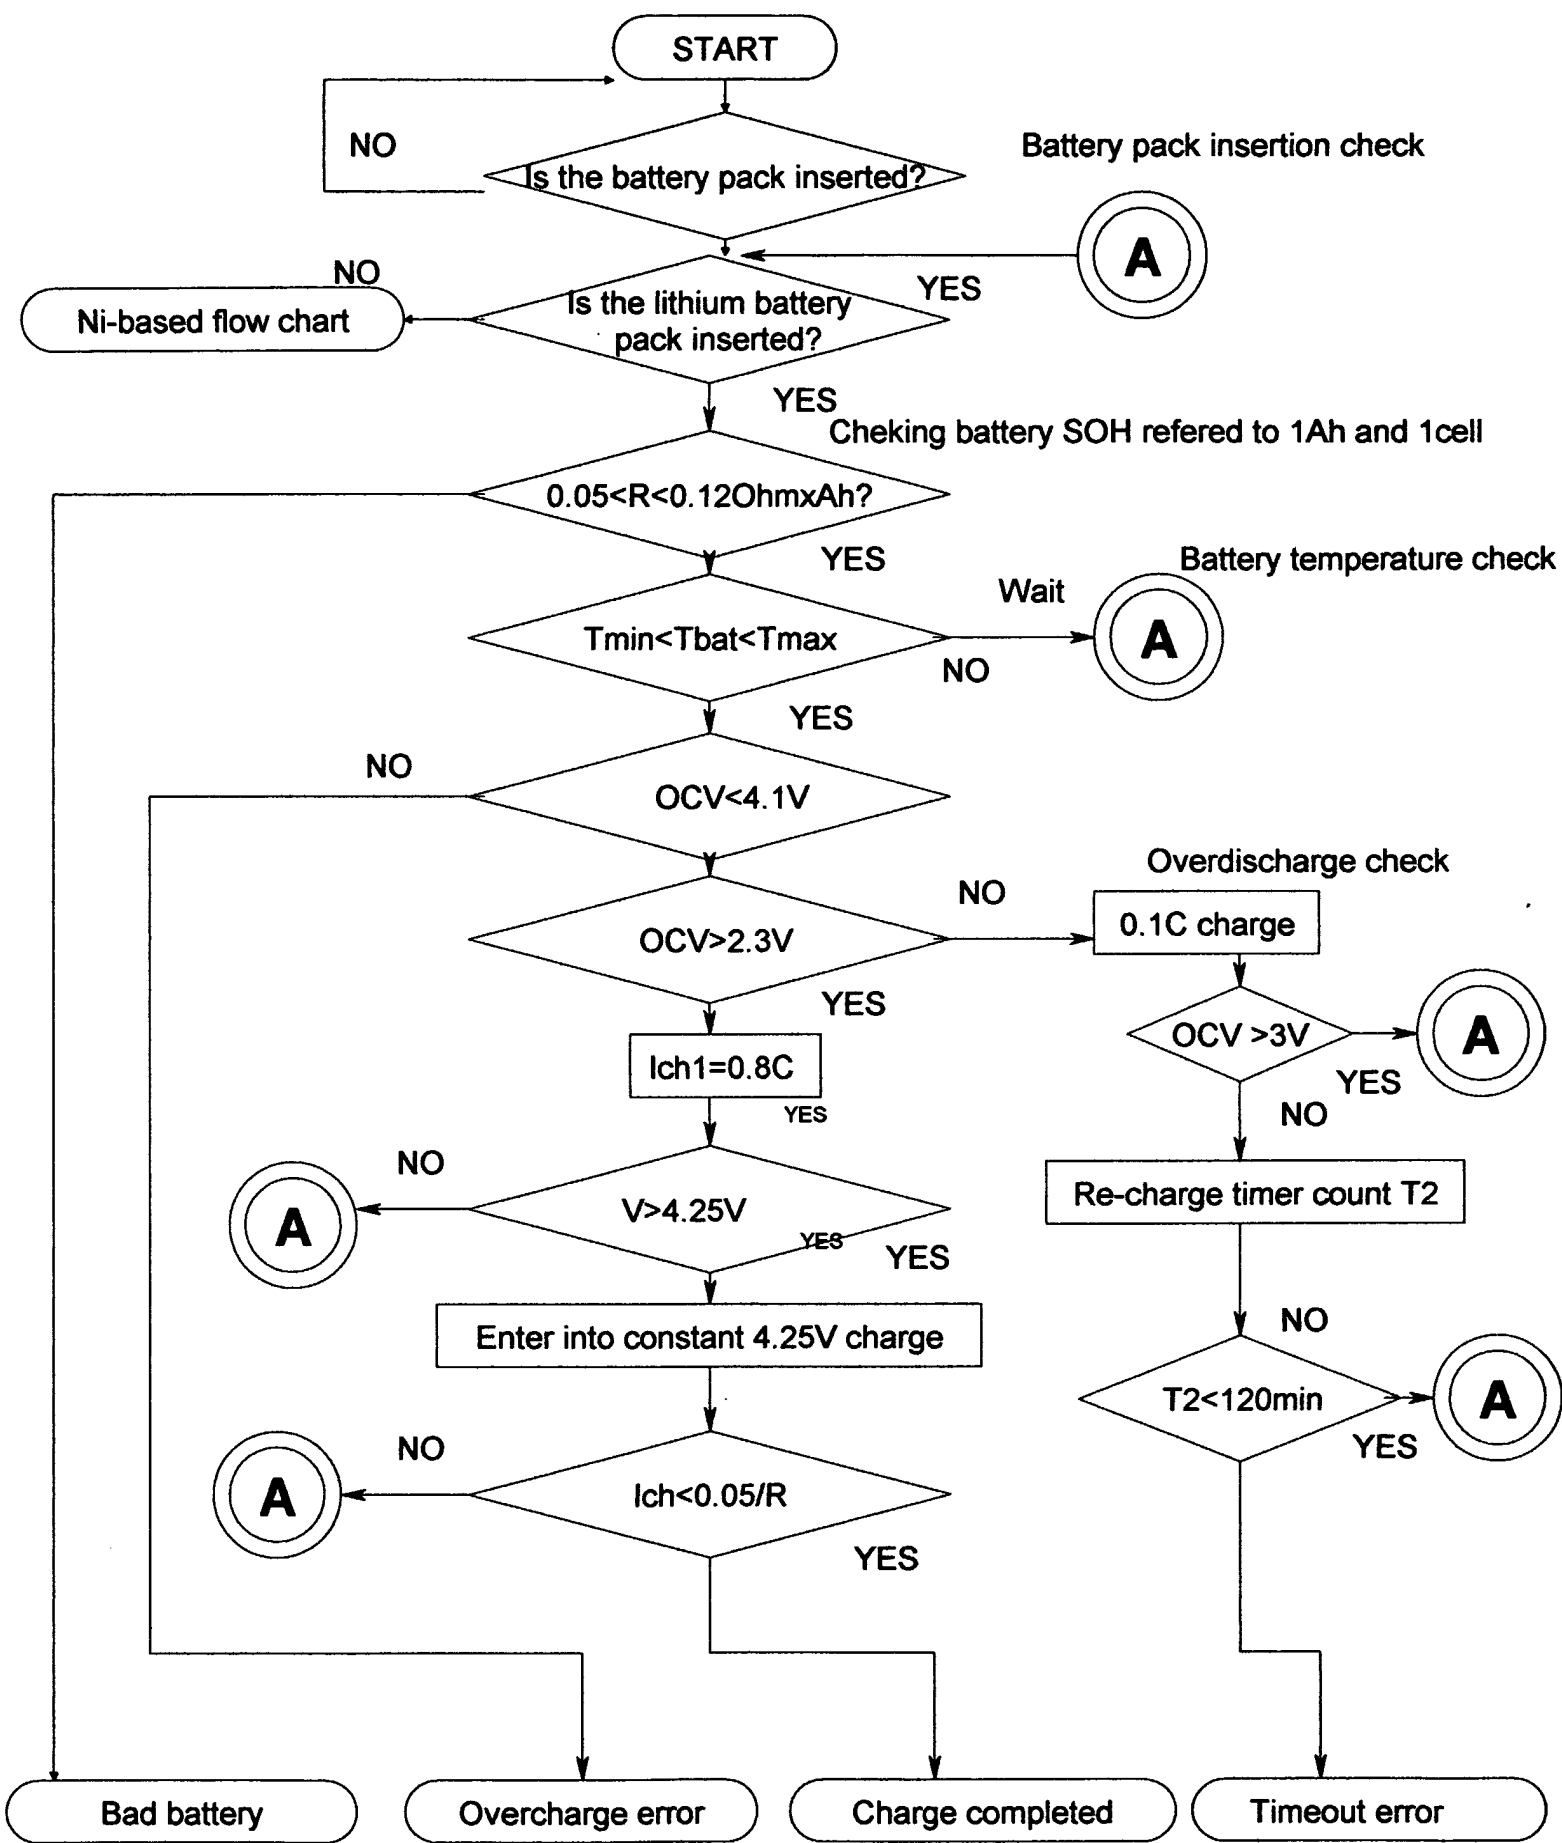 START
NO
Battery pack insertion check
Is the battery pack inserted?
A
NO
YES
Is the lithium battery
pack inserted?
Ni-based flow chart
YES
Cheking battery SOH refered to 1Ah and 1cell
0.05<R<0.12OhmxAh?
YES
Battery temperature check
Wait
Tmin<Tbat<Tmax
A
NO
YES
NO
OCV<4.1V
Overdischarge check
NO
0.1C charge
OCV>2.3V
YES
OCV >3V
A
Ich1=0.8C
YES
YES
NO
NO
V>4.25V
A
YES
YES
Re-charge timer count T2
Enter into constant 4.25V charge
NO
T2<120min
A
YES
NO
Ich<0.05/R
A
YES
Bad battery
Overcharge error
Charge completed
Timeout error